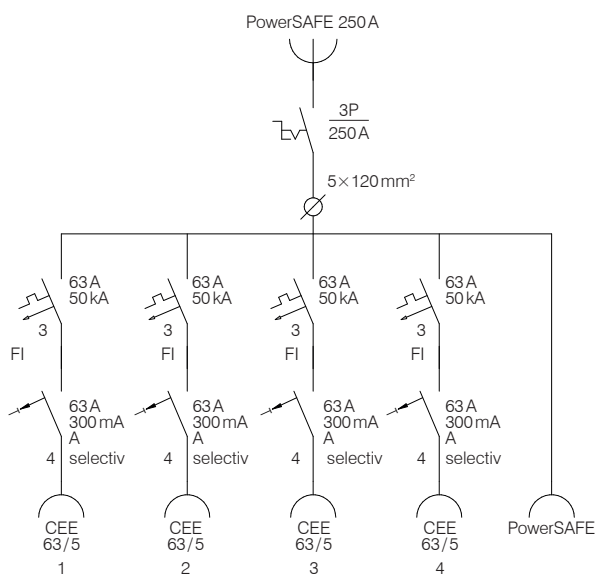 PowerSAFE 250 A
3P
250 A
5×120 mm²
63 A 63 A 63 A 63 A
50 kA 50 kA 50 kA 50 kA
3 3 3 3
FI FI FI FI
63 A 63 A 63 A 63 A
300 mA 300 mA 300 mA 300 mA
A A A A
4 selectiv 4 selectiv 4 selectiv 4 selectiv
CEE CEE CEE CEE PowerSAFE
63/5 63/5 63/5 63/5
1 2 3 4